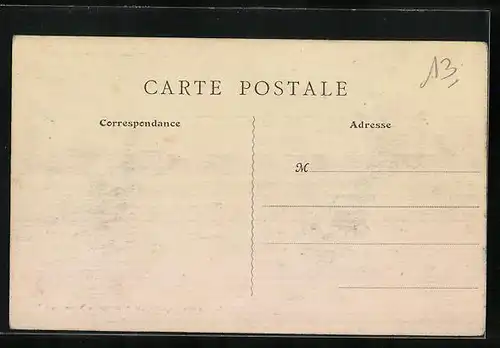 13
CARTE POSTALE
Correspondance
Adresse
M